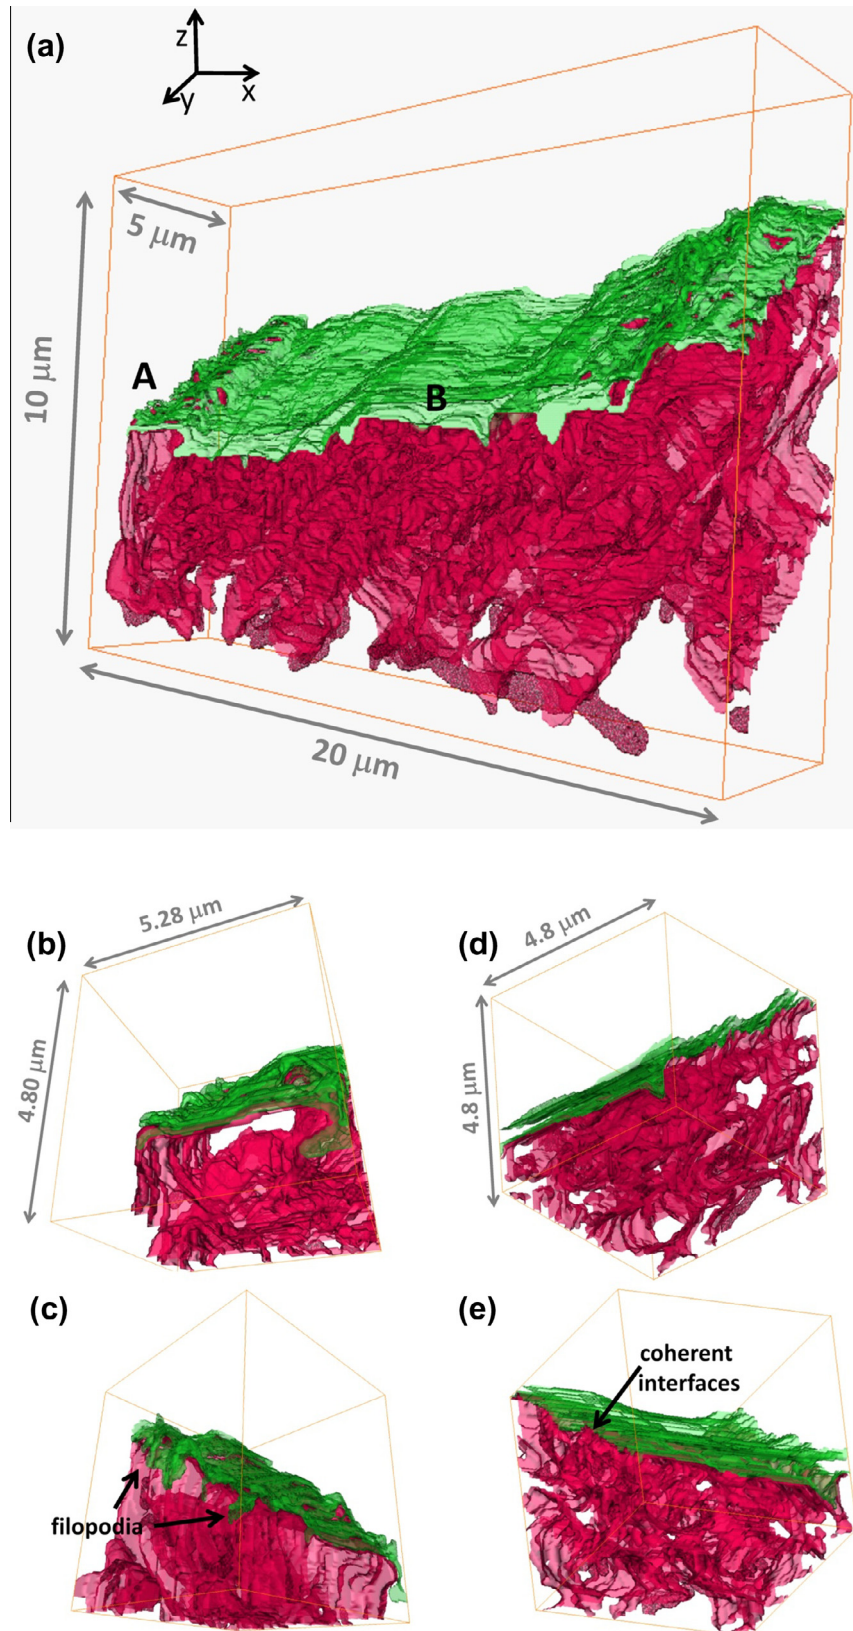 (a)
z
x
y
5 μm
10 μm
A
B
20 μm
(b)
5.28 μm
4.80 μm
(d)
4.8 μm
4.8 μm
(c)
filopodia
(e)
coherent
interfaces